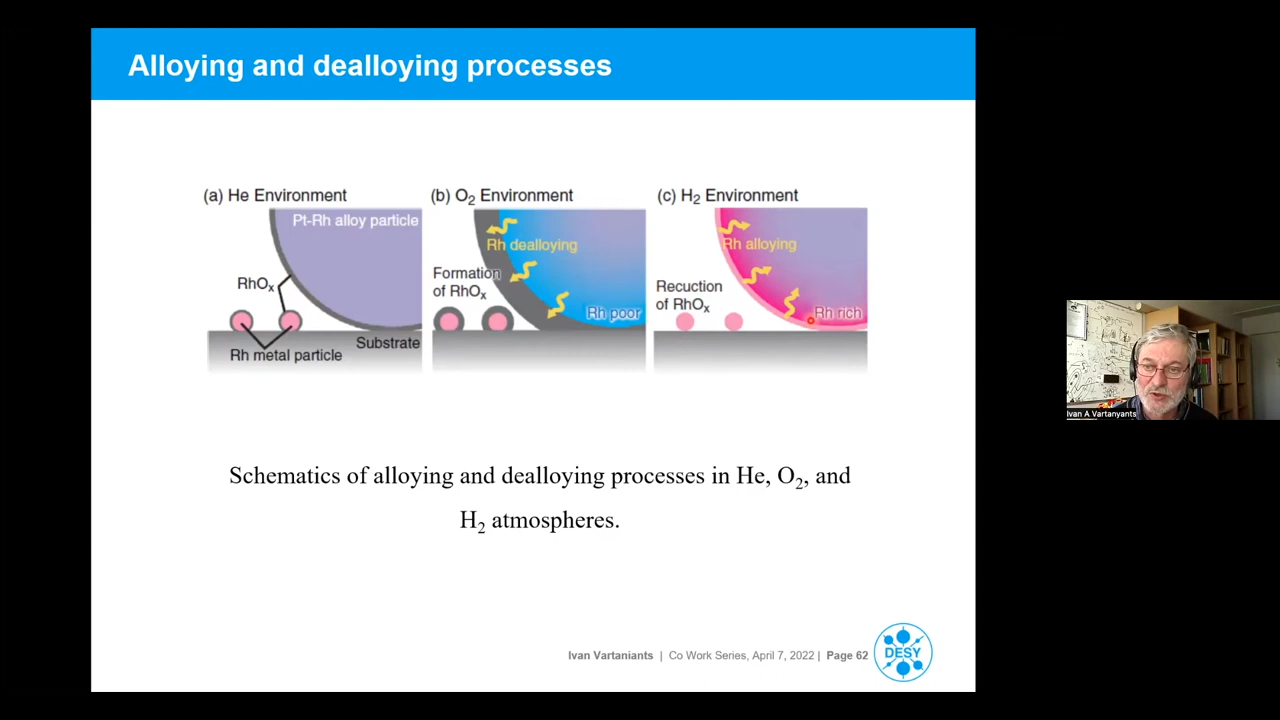 Alloying and dealloying processes
(a) He Environment
Pt-Rh alloy particle
RhOₓ
Rh metal particle
Substrate
(b) O₂ Environment
Rh dealloying
Formation
of RhOₓ
Rh poor
(c) H₂ Environment
Rh alloying
Recuction
of RhOₓ
Rh rich
Schematics of alloying and dealloying processes in He, O₂, and
H₂ atmospheres.
Ivan Vartaniants | Co Work Series, April 7, 2022 | Page 62
DESY
Ivan A Vartanyants